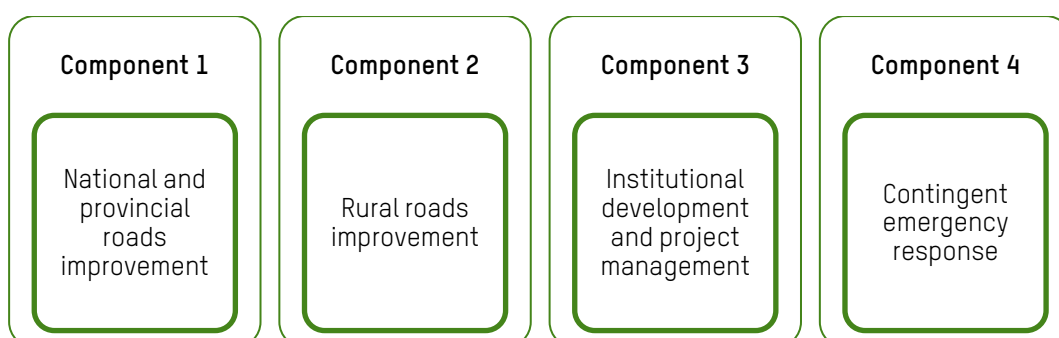 Component 1
National and
provincial
roads
improvement
Component 2
Rural roads
improvement
Component 3
Institutional
development
and project
management
Component 4
Contingent
emergency
response